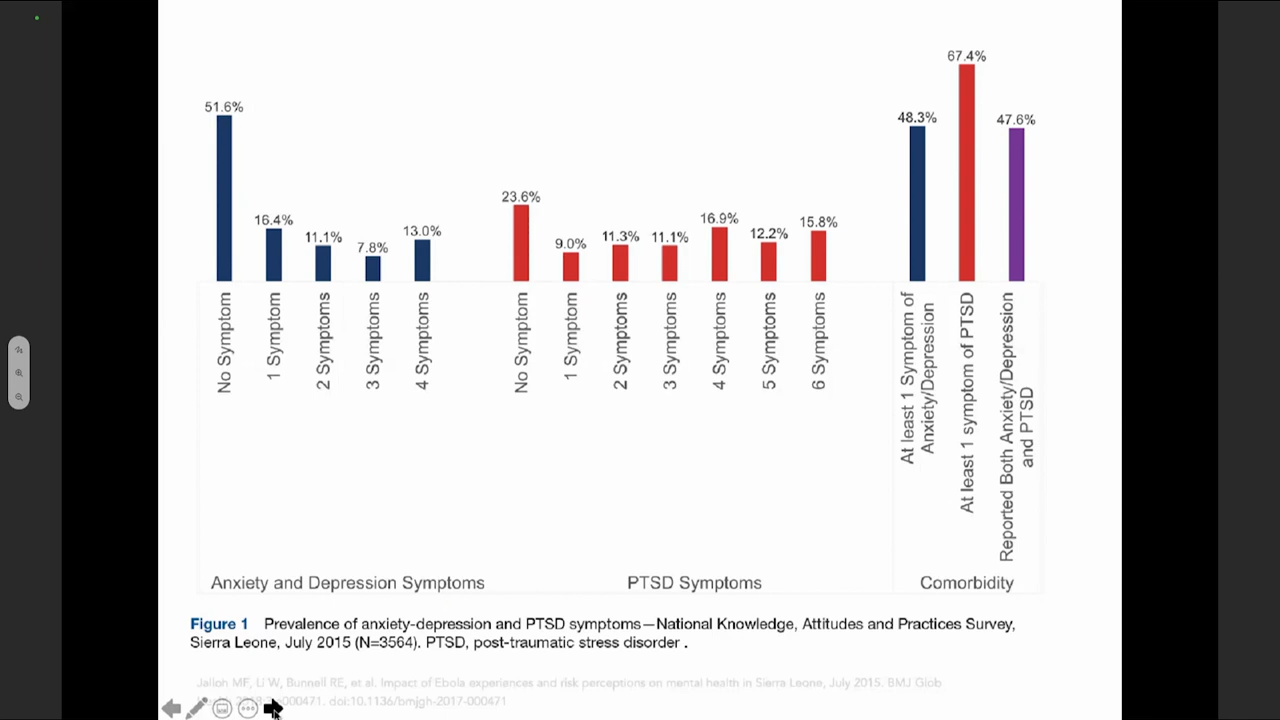 67.4%
51.6%
48.3%
47.6%
23.6%
16.4%
11.1%
7.8%
13.0%
9.0%
11.3%
11.1%
16.9%
12.2%
15.8%
No Symptom
1 Symptom
2 Symptoms
3 Symptoms
4 Symptoms
No Symptom
1 Symptom
2 Symptoms
3 Symptoms
4 Symptoms
5 Symptoms
6 Symptoms
At least 1 Symptom of
Anxiety/Depression
At least 1 symptom of PTSD
Reported Both Anxiety/Depression
and PTSD
Anxiety and Depression Symptoms
PTSD Symptoms
Comorbidity
Figure 1 Prevalence of anxiety-depression and PTSD symptoms—National Knowledge, Attitudes and Practices Survey,
Sierra Leone, July 2015 (N=3564). PTSD, post-traumatic stress disorder .
Jalloh MF, Li W, Bunnell RE, et al. Impact of Ebola experiences and risk perceptions on mental health in Sierra Leone, July 2015. BMJ Glob
e000471. doi:10.1136/bmjgh-2017-000471